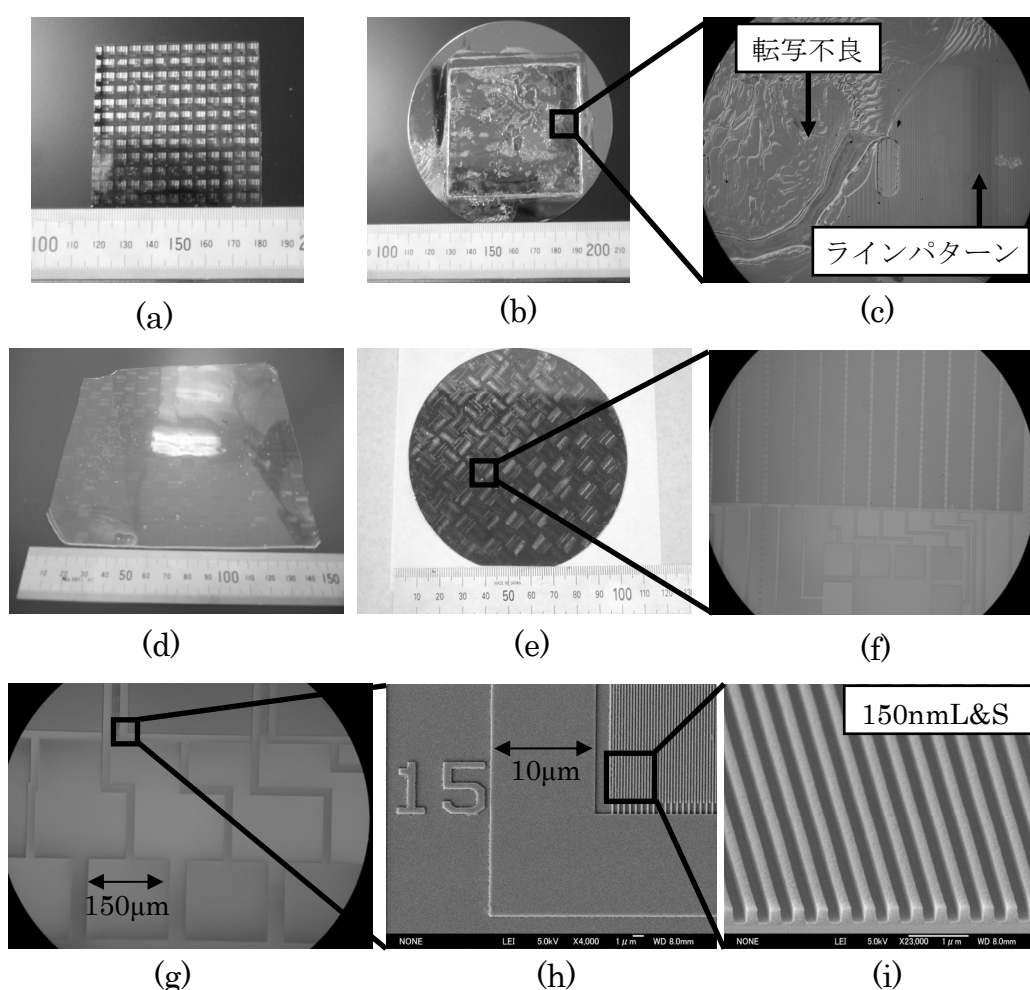 転写不良
ラインパターン
100 110 120 130 140 150 160 170 180 190
100 110 120 130 140 150 160 170 180 190 200 210
(a)
(b)
(c)
10 20 30 40 50 60 70 80 90 100 110 120 130 140 150
10 20 30 40 50 60 70 80 90 100 110
(d)
(e)
(f)
150nmL&S
10μm
15
150μm
NONE LEI 5.0kV X4,000 1μm WD 8.0mm
NONE LEI 5.0kV X23,000 1μm WD 8.0mm
(g)
(h)
(i)